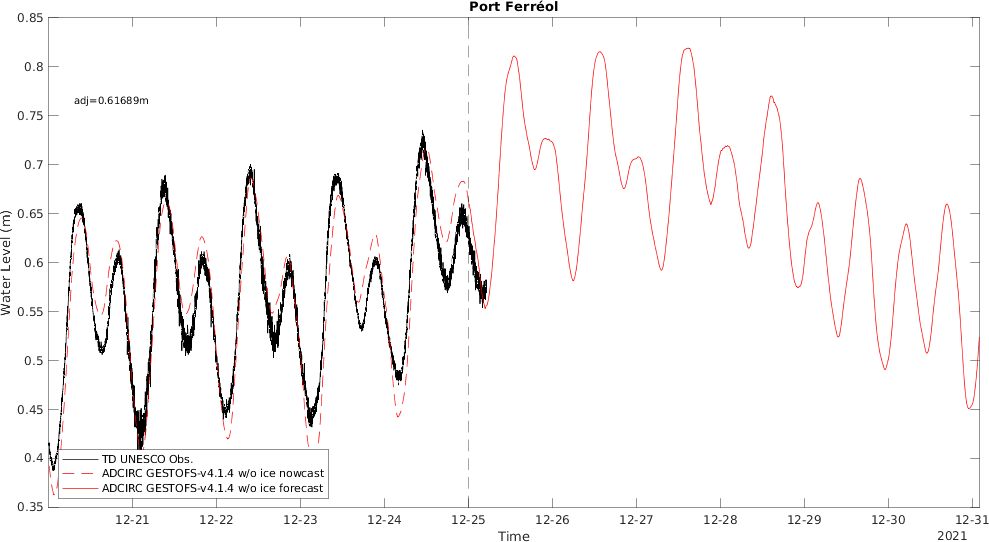 Port Ferréol
0.85
0.8
0.75
0.7
0.65
0.6
0.55
0.5
0.45
0.4
0.35
Water Level (m)
adj=0.61689m
TD UNESCO Obs.
ADCIRC GESTOFS-v4.1.4 w/o ice nowcast
ADCIRC GESTOFS-v4.1.4 w/o ice forecast
12-21 12-22 12-23 12-24 12-25 12-26 12-27 12-28 12-29 12-30 12-31
Time
2021